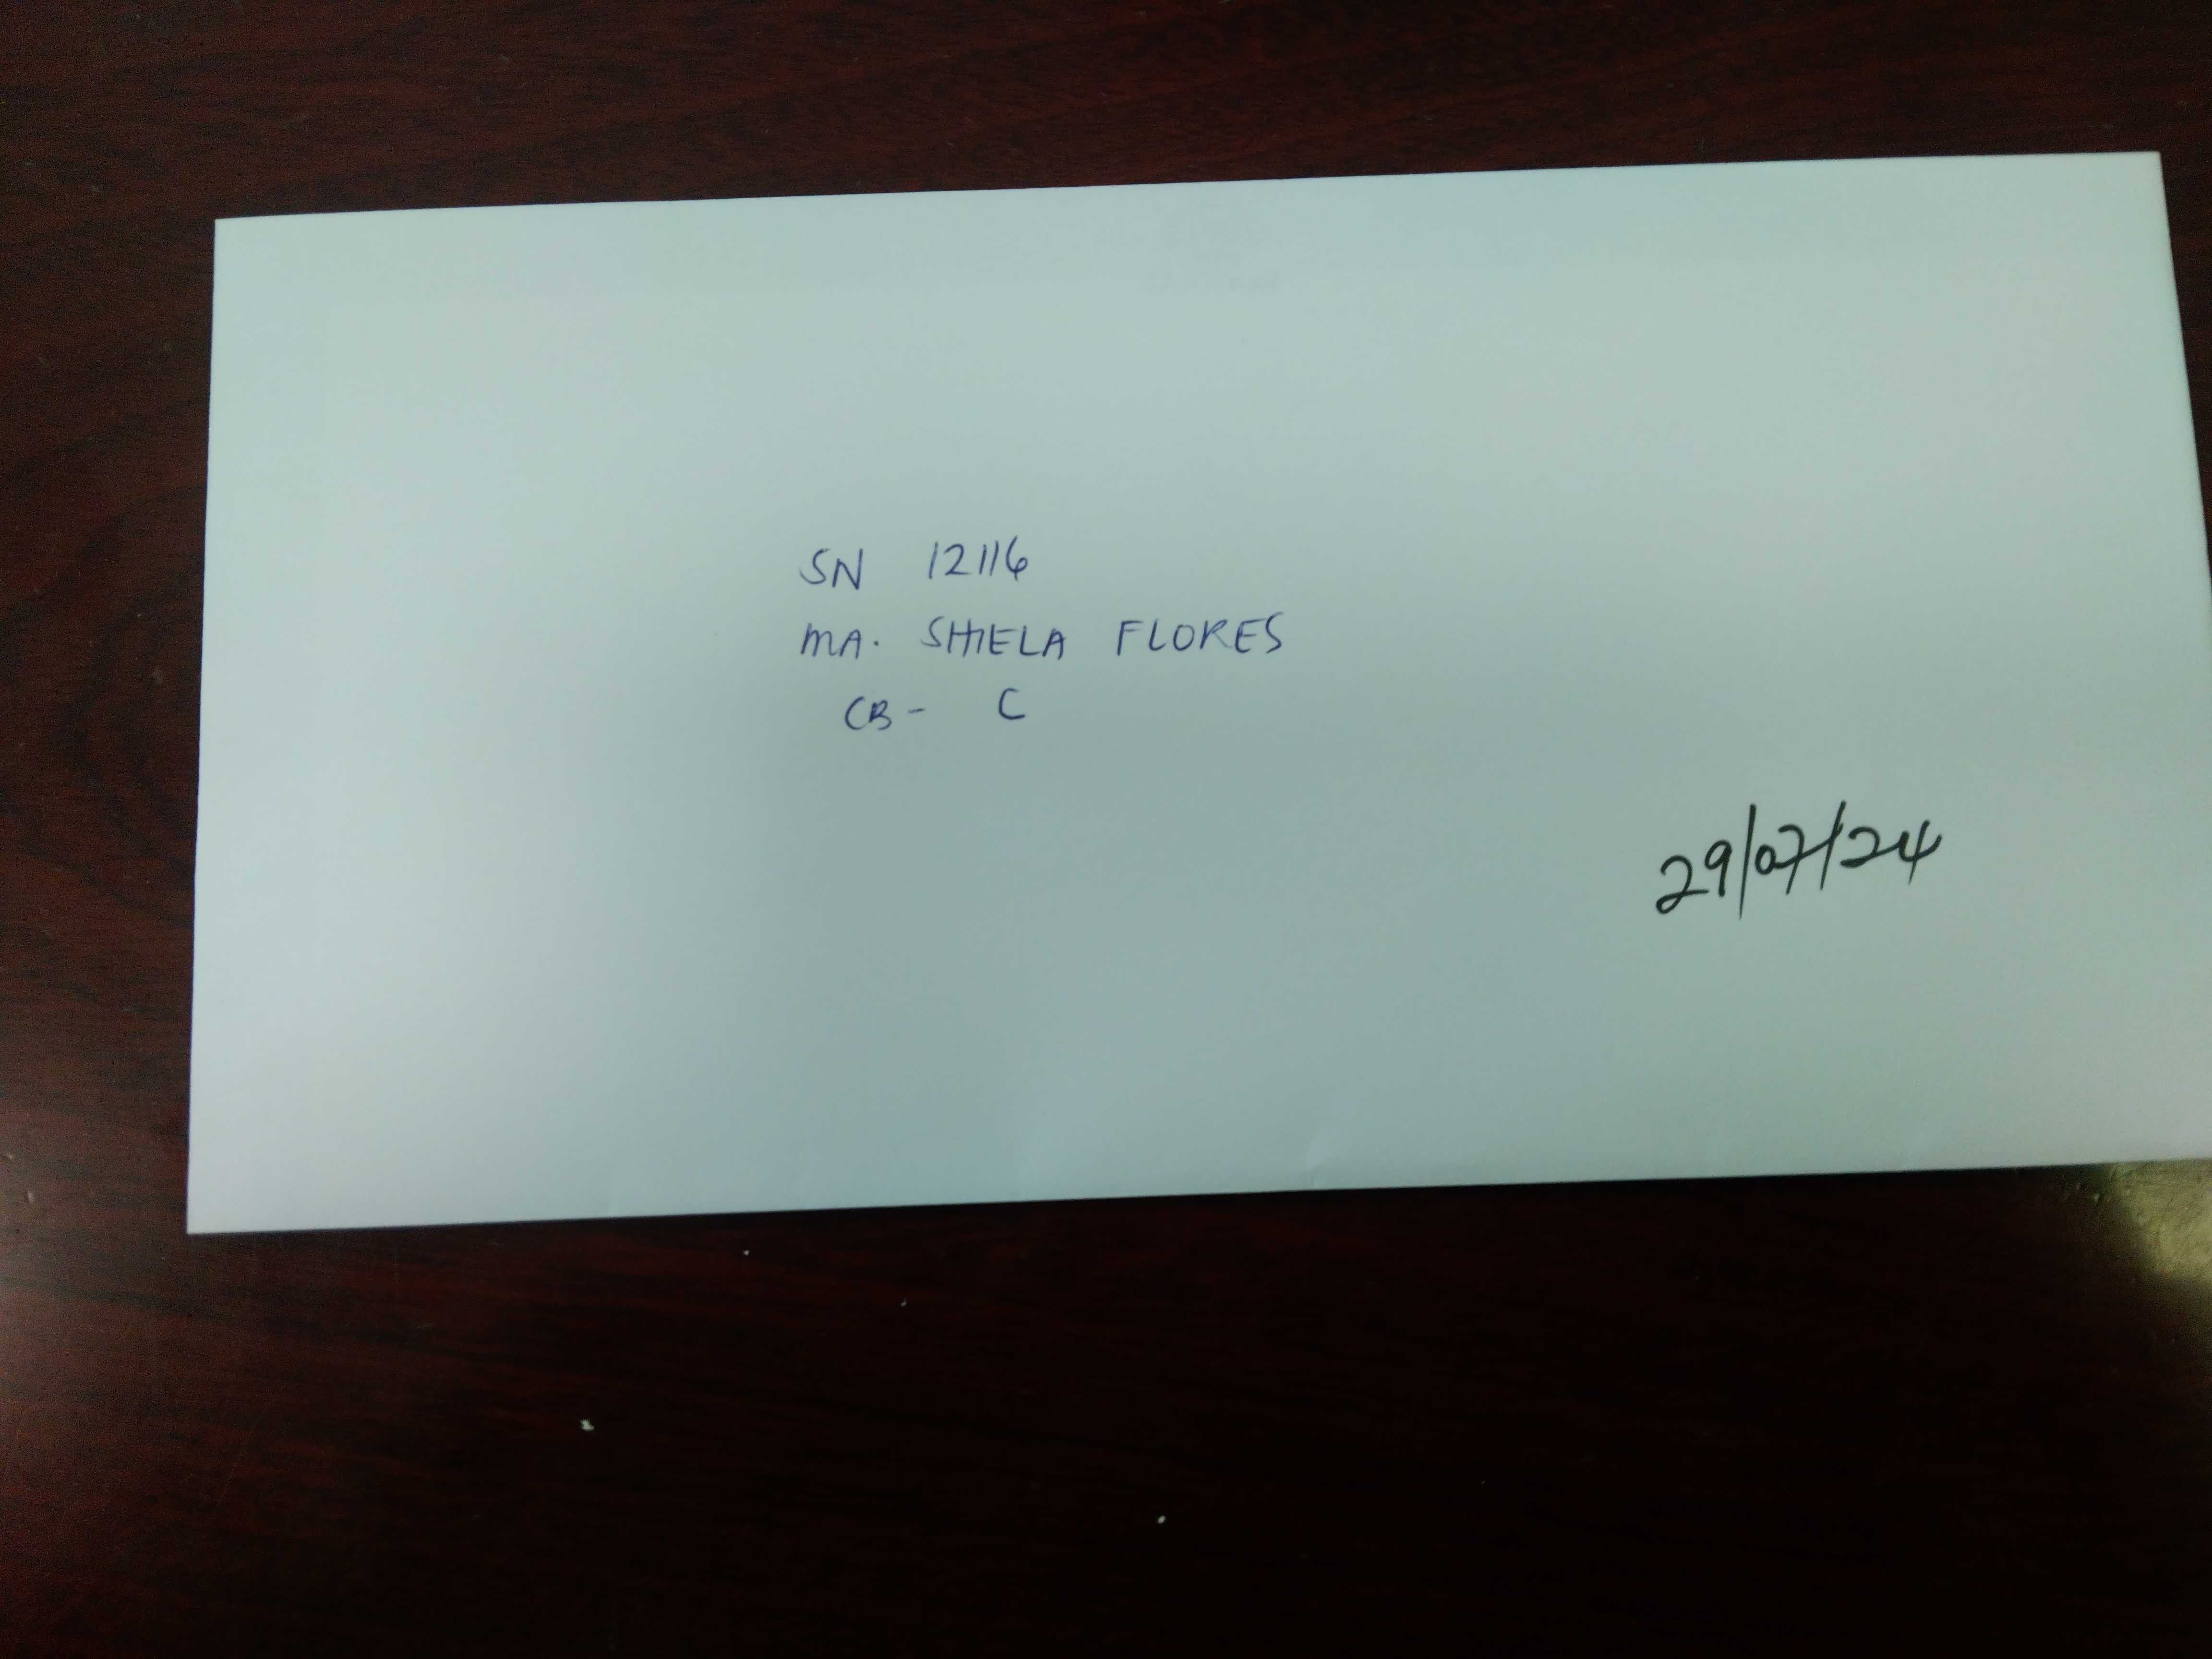 SN 12116
MA. SHIELA FLORES
CB- C
29/07/24